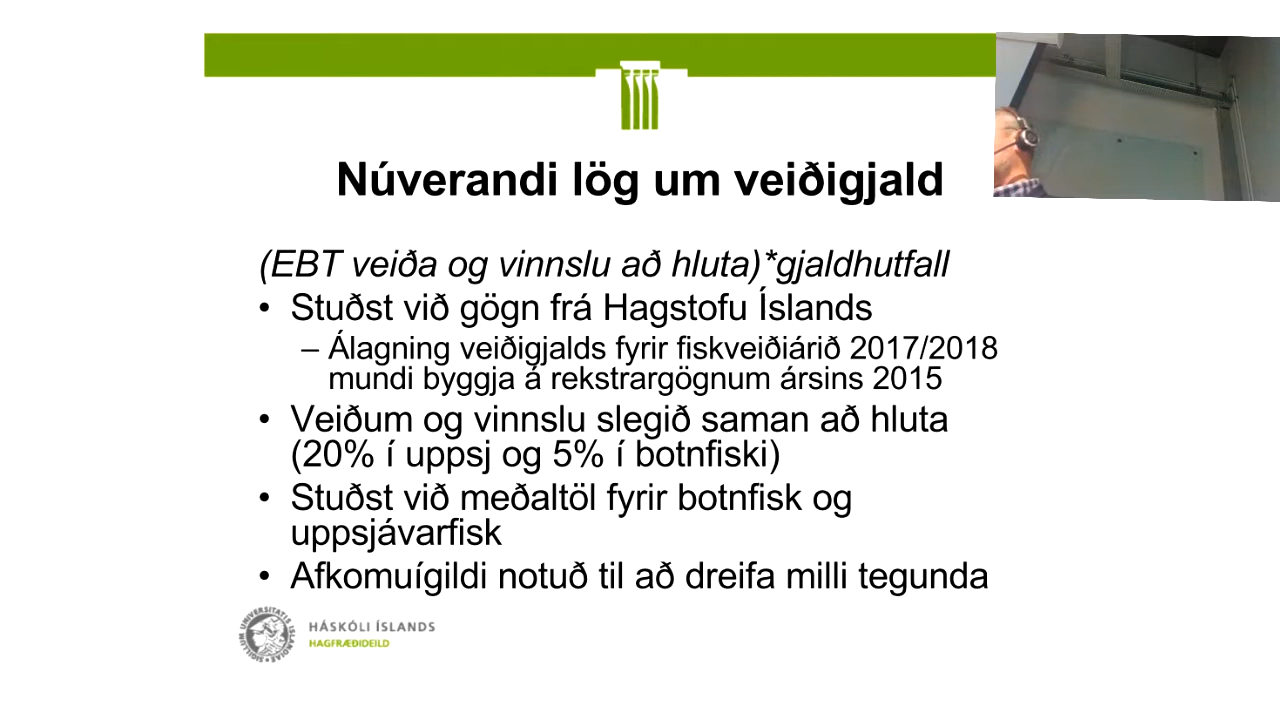 Núverandi lög um veiðigjald
(EBT veiða og vinnslu að hluta)*gjaldhutfall
• Stuðst við gögn frá Hagstofu Íslands
– Álagning veiðigjalds fyrir fiskveiðiárið 2017/2018
mundi byggja á rekstrargögnum ársins 2015
• Veiðum og vinnslu slegið saman að hluta
(20% í uppsj og 5% í botnfiski)
• Stuðst við meðaltöl fyrir botnfisk og
uppsjávarfisk
• Afkomuígildi notuð til að dreifa milli tegunda
SIGILLUM UNIVERSITATIS ISLANDIAE
HÁSKÓLI ÍSLANDS
HAGFRÆÐIDEILD